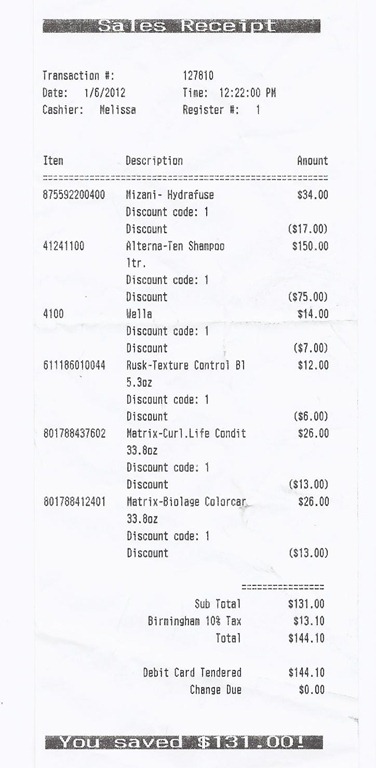 Sales Receipt
Transaction #: 127810
Date: 1/6/2012 Time: 12:22:00 PM
Cashier: Melissa Register #: 1
Item Description Amount
875592200400 Mizani- Hydrafuse $34.00
Discount code: 1
Discount ($17.00)
41241100 Alterna-Ten Shampoo $150.00
ltr.
Discount code: 1
Discount ($75.00)
4100 Wella $14.00
Discount code: 1
Discount ($7.00)
611186010044 Rusk-Texture Control Bl $12.00
5.3oz
Discount code: 1
Discount ($6.00)
801788437602 Matrix-Curl.Life Condit $26.00
33.8oz
Discount code: 1
Discount ($13.00)
801788412401 Matrix-Biolage Colorcar $26.00
33.8oz
Discount code: 1
Discount ($13.00)
Sub Total $131.00
Birmingham 10% Tax $13.10
Total $144.10
Debit Card Tendered $144.10
Change Due $0.00
You saved $131.00!